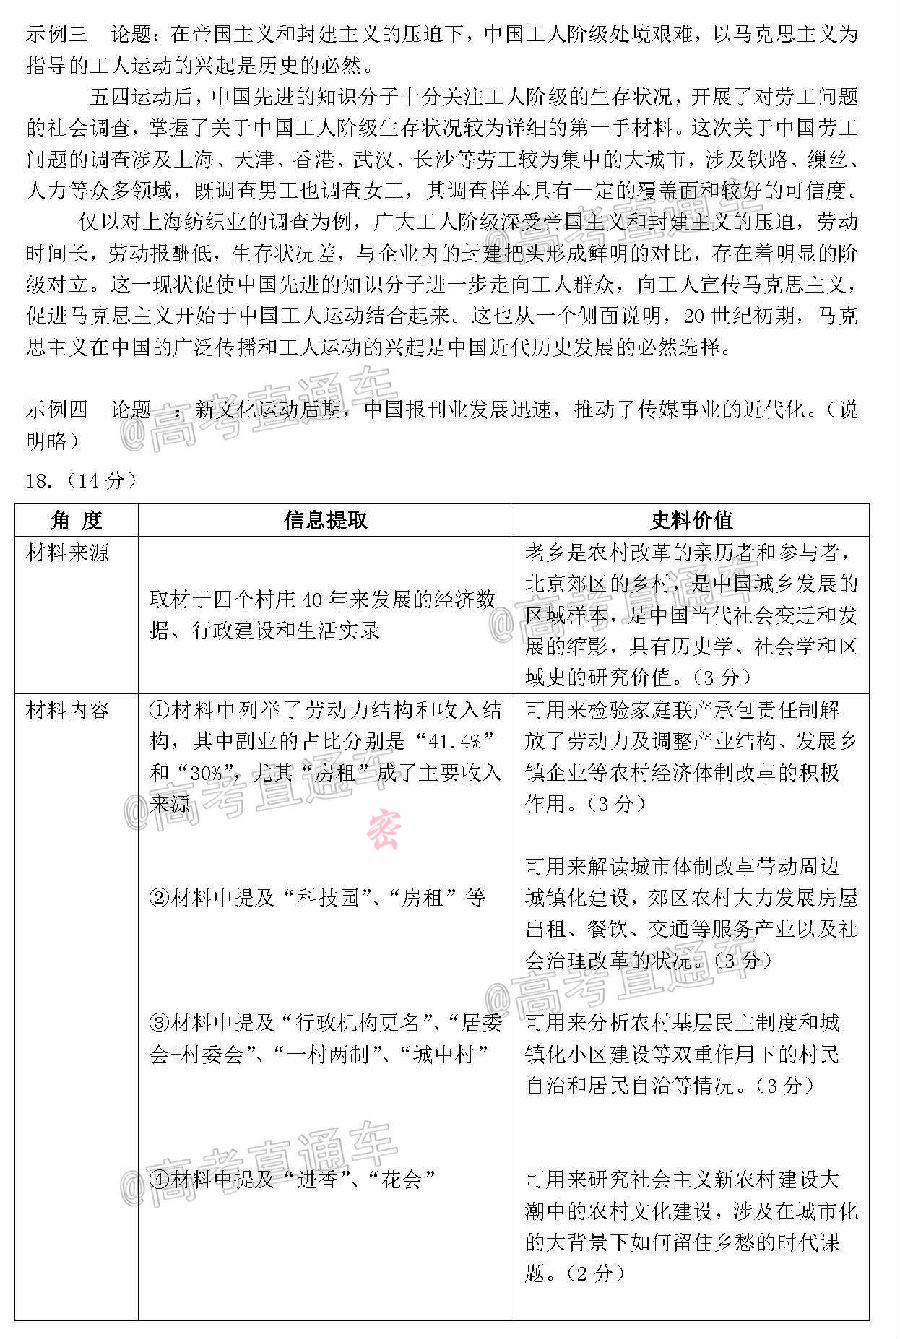 示例三　论题：在帝国主义和封建主义的压迫下，中国工人阶级处境艰难，以马克思主义为
指导的工人运动的兴起是历史的必然。
五四运动后，中国先进的知识分子十分关注工人阶级的生存状况，开展了对劳工问题
的社会调查，掌握了关于中国工人阶级生存状况较为详细的第一手材料。这次关于中国劳工
问题的调查涉及上海、天津、香港、武汉、长沙等劳工较为集中的大城市，涉及铁路、缫丝、
人力等众多领域，既调查男工也调查女工，其调查样本具有一定的覆盖面和较好的可信度。
仅以对上海纺织业的调查为例，广大工人阶级深受帝国主义和封建主义的压迫，劳动
时间长，劳动报酬低，生存状况差，与企业内的封建把头形成鲜明的对比，存在着明显的阶
级对立。这一现状促使中国先进的知识分子进一步走向工人群众，向工人宣传马克思主义，
促进马克思主义开始于中国工人运动结合起来。这也从一个侧面说明，20 世纪初期，马克
思主义在中国的广泛传播和工人运动的兴起是中国近代历史发展的必然选择。
示例四　论题　：新文化运动后期，中国报刊业发展迅速，推动了传媒事业的近代化。（说
明略）
18.（14 分）
角 度　信息提取　史料价值
材料来源
取材于四个村庄 40 年来发展的经济数
据、行政建设和生活实录
老乡是农村改革的亲历者和参与者，
北京郊区的乡村，是中国城乡发展的
区域样本，是中国当代社会变迁和发
展的缩影，具有历史学、社会学和区
域史的研究价值。（3 分）
材料内容
①材料中列举了劳动力结构和收入结
构，其中副业的占比分别是“41.4%”
和“30%”，尤其“房租”成了主要收入
来源
可用来检验家庭联产承包责任制解
放了劳动力及调整产业结构、发展乡
镇企业等农村经济体制改革的积极
作用。（3 分）
密
②材料中提及“科技园”、“房租”等
可用来解读城市体制改革带动周边
城镇化建设，郊区农村大力发展房屋
出租、餐饮、交通等服务产业以及社
会治理改革的状况。（3 分）
③材料中提及“行政机构更名”、“居委
会-村委会”、“一村两制”、“城中村”
可用来分析农村基层民主制度和城
镇化小区建设等双重作用下的村民
自治和居民自治等情况。（3 分）
④材料中提及“进香”、“花会”
可用来研究社会主义新农村建设大
潮中的农村文化建设，涉及在城市化
的大背景下如何留住乡愁的时代课
题。（2 分）
@高考直通车
@高考直通车
@高考直通车
@高考直通车
@高考直通车
@高考直通车